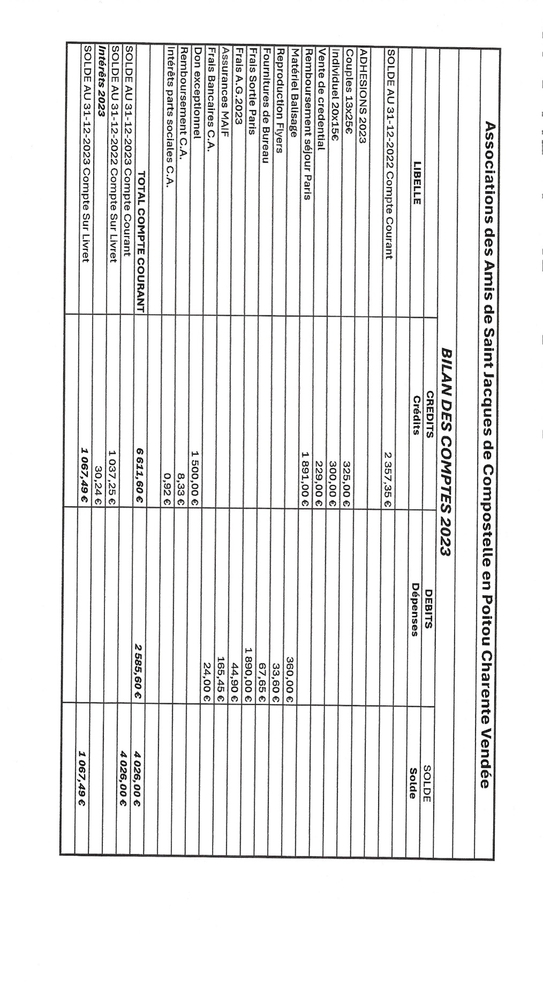 Associations des Amis de Saint Jacques de Compostelle en Poitou Charente Vendée
BILAN DES COMPTES 2023
CREDITS DEBITS SOLDE
LIBELLE Crédits Dépenses Solde
SOLDE AU 31-12-2022 Compte Courant 2 357,35 €
ADHESIONS 2023
Couples 13x25€ 325,00 €
Individuel 20x15€ 300,00 €
Vente de credential 229,00 €
Remboursement séjour Paris 1 891,00 €
Matériel Balisage 360,00 €
Reproduction Flyers 33,60 €
Fournitures de Bureau 67,65 €
Frais Sortie Paris 1 890,00 €
Frais A.G.2023 44,90 €
Assurances MAIF 165,45 €
Frais Bancaires C.A. 24,00 €
Don exceptionnel 1 500,00 €
Remboursement C.A. 8,33 €
Intérêts parts sociales C.A. 0,92 €
TOTAL COMPTE COURANT 6 611,60 € 2 585,60 € 4 026,00 €
SOLDE AU 31-12-2023 Compte Courant 4 026,00 €
SOLDE AU 31-12-2022 Compte Sur Livret 1 037,25 €
Intérêts 2023 30,24 €
SOLDE AU 31-12-2023 Compte Sur Livret 1 067,49 € 1 067,49 €